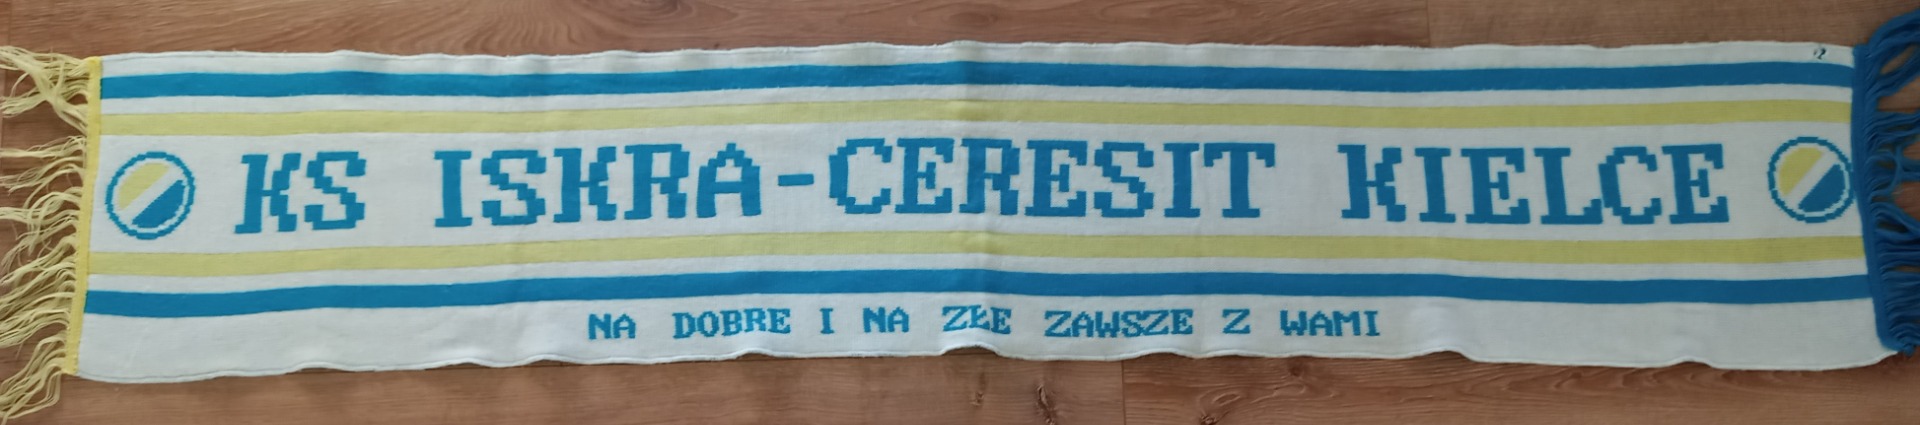 KS ISKRA-CERESIT KIELCE
NA DOBRE I NA ZŁE ZAWSZE Z WAMI